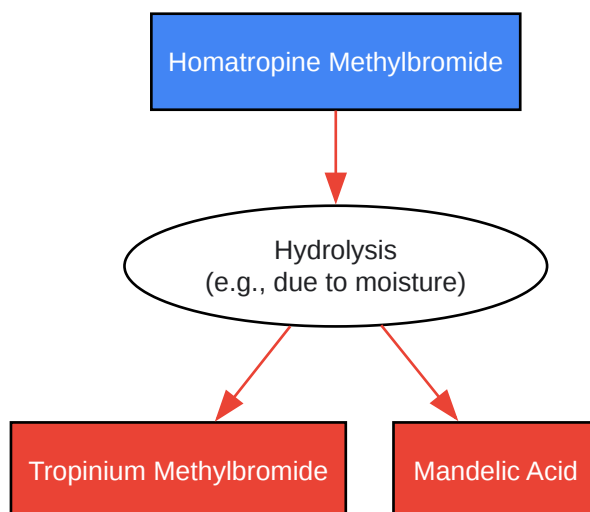 Homatropine Methylbromide
Hydrolysis
(e.g., due to moisture)
Tropinium Methylbromide
Mandelic Acid